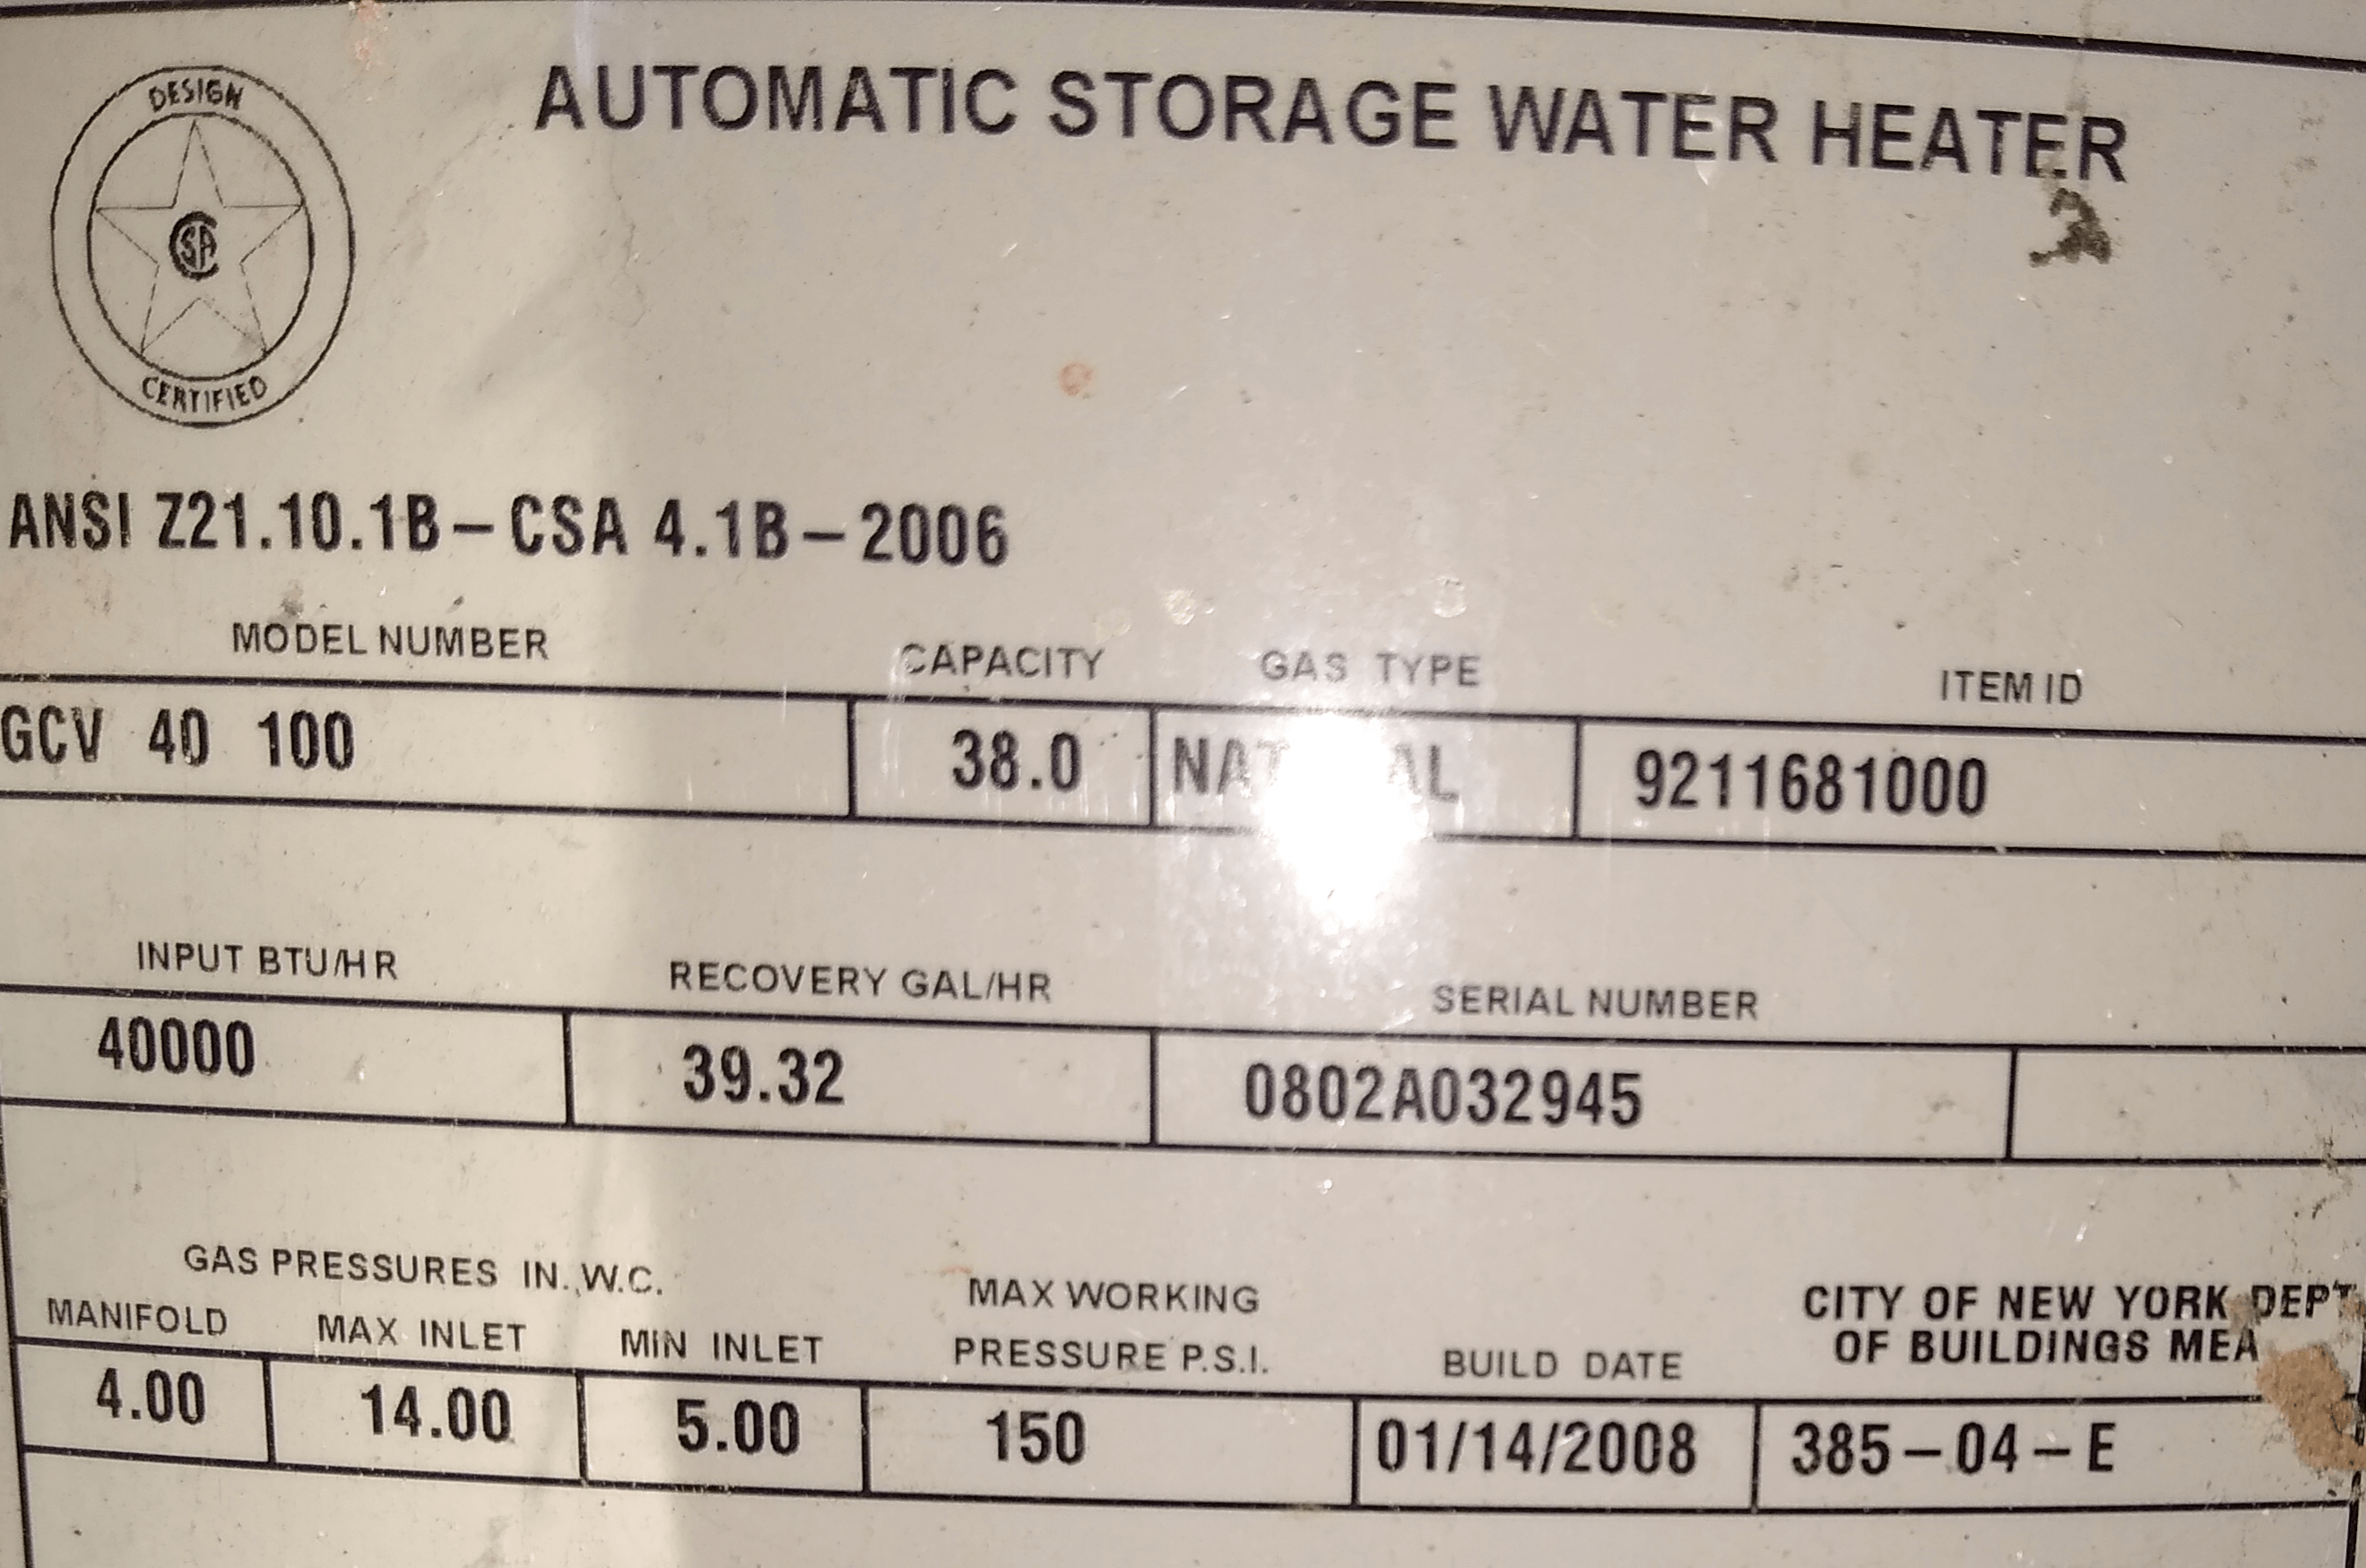 DESIGN
CSA
CERTIFIED
AUTOMATIC STORAGE WATER HEATER
ANSI Z21.10.1B-CSA 4.1B-2006
MODEL NUMBER CAPACITY GAS TYPE ITEM ID
GCV 40 100 38.0 9211681000
INPUT BTU/HR RECOVERY GAL/HR SERIAL NUMBER
40000 39.32 0802A032945
GAS PRESSURES IN. W.C.
MANIFOLD MAX INLET MIN INLET
MAX WORKING
PRESSURE P.S.I.
BUILD DATE
CITY OF NEW YORK DEPT
OF BUILDINGS MEA
4.00 14.00 5.00 150 01/14/2008 385-04-E